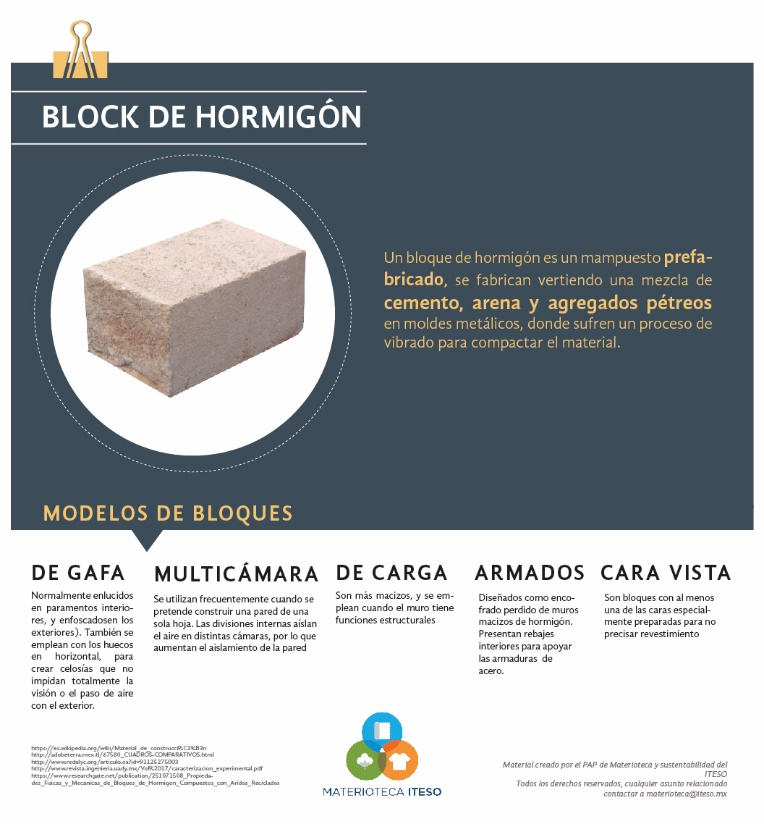 BLOCK DE HORMIGÓN
Un bloque de hormigón es un mampuesto prefa-
bricado, se fabrican vertiendo una mezcla de
cemento, arena y agregados pétreos
en moldes metálicos, donde sufren un proceso de
vibrado para compactar el material.
MODELOS DE BLOQUES
DE GAFA
Normalmente enlucidos
en paramentos interio-
res, y enfoscadosen los
exteriores). También se
emplean con los huecos
en horizontal, para
crear celosías que no
impidan totalmente la
visión o el paso de aire
con el exterior.
MULTICÁMARA
Se utilizan frecuentemente cuando se
pretende construir una pared de una
sola hoja. Las divisiones internas aíslan
el aire en distintas cámaras, por lo que
aumentan el aislamiento de la pared
DE CARGA
Son más macizos, y se em-
plean cuando el muro tiene
funciones estructurales
ARMADOS
Diseñados como enco-
frado perdido de muros
macizos de hormigón.
Presentan rebajes
interiores para apoyar
las armaduras de
acero.
CARA VISTA
Son bloques con al menos
una de las caras especial-
mente preparadas para no
precisar revestimiento
https://es.wikipedia.org/wiki/Material_de_construcci%C3%B3n
http://www.redalyc.org/articulo.oa?id=91125275003
http://www.revista.ingenieria.uady.mx/Vol%2017/caracterizacion_experimental.pdf
https://www.researchgate.net/publication/251071508_Propieda-
des_Fisicas_y_Mecanicas_de_Bloques_de_Hormigon_Compuestos_con_Aridos_Reciclados
MATERIOTECA ITESO
Material creado por el PAP de Materioteca y sustentabilidad del
ITESO
Todos los derechos reservados, cualquier asunto relacionado
contactar a materioteca@iteso.mx